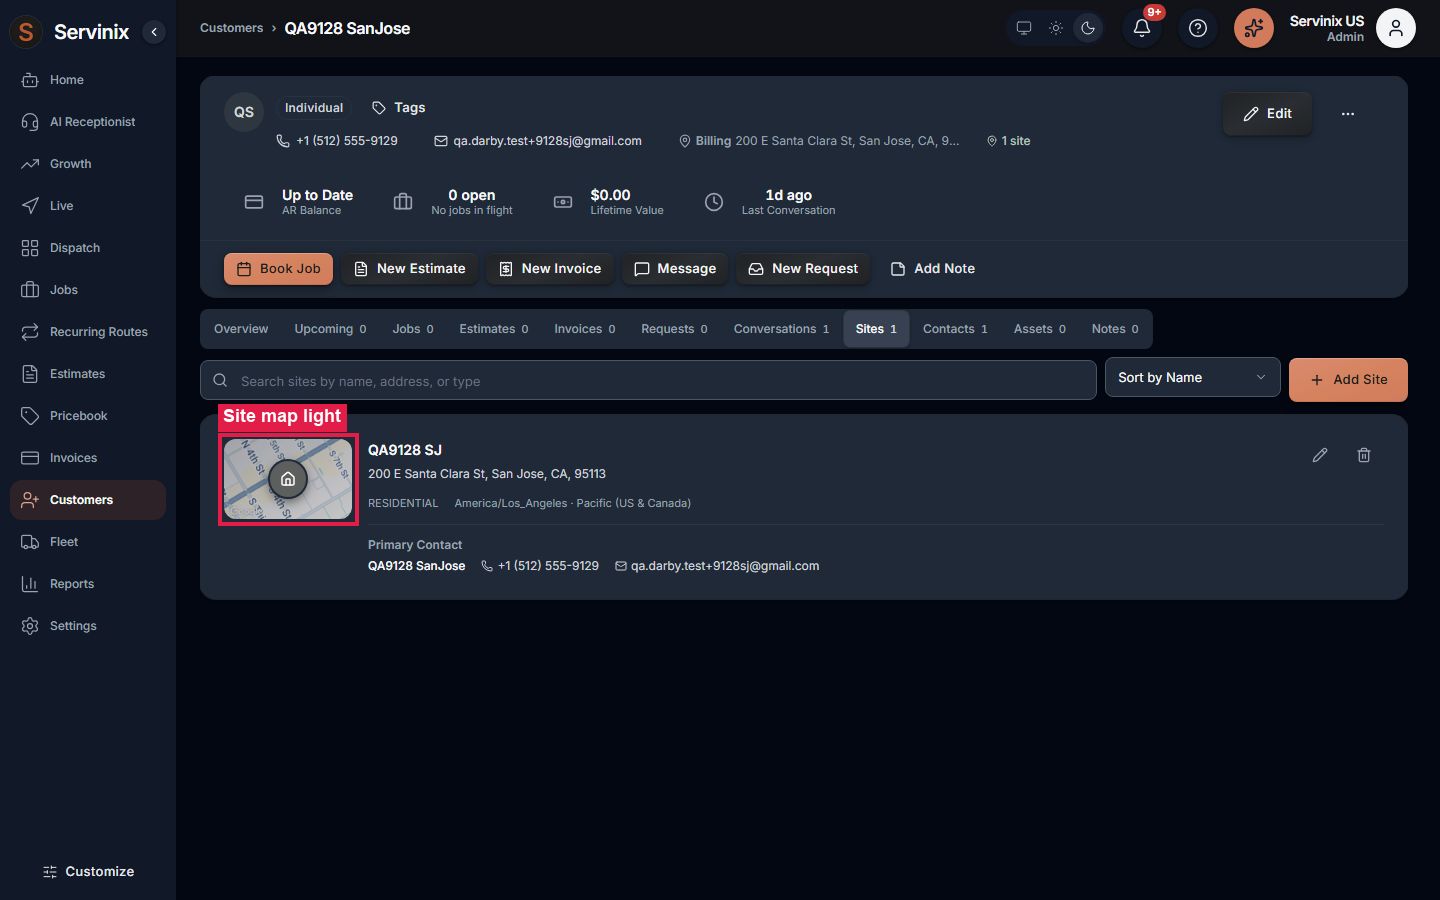 S Servinix
Home
AI Receptionist
Growth
Live
Dispatch
Jobs
Recurring Routes
Estimates
Pricebook
Invoices
Customers
Fleet
Reports
Settings
Customize
Customers › QA9128 SanJose
9+
Servinix US
Admin
QS
Individual
Tags
Edit
+1 (512) 555-9129
qa.darby.test+9128sj@gmail.com
Billing 200 E Santa Clara St, San Jose, CA, 9...
1 site
Up to Date
AR Balance
0 open
No jobs in flight
$0.00
Lifetime Value
1d ago
Last Conversation
Book Job
New Estimate
New Invoice
Message
New Request
Add Note
Overview
Upcoming 0
Jobs 0
Estimates 0
Invoices 0
Requests 0
Conversations 1
Sites 1
Contacts 1
Assets 0
Notes 0
Search sites by name, address, or type
Sort by Name
+ Add Site
Site map light
N 4th St
S 7th St
Google
QA9128 SJ
200 E Santa Clara St, San Jose, CA, 95113
RESIDENTIAL America/Los_Angeles · Pacific (US & Canada)
Primary Contact
QA9128 SanJose +1 (512) 555-9129 qa.darby.test+9128sj@gmail.com